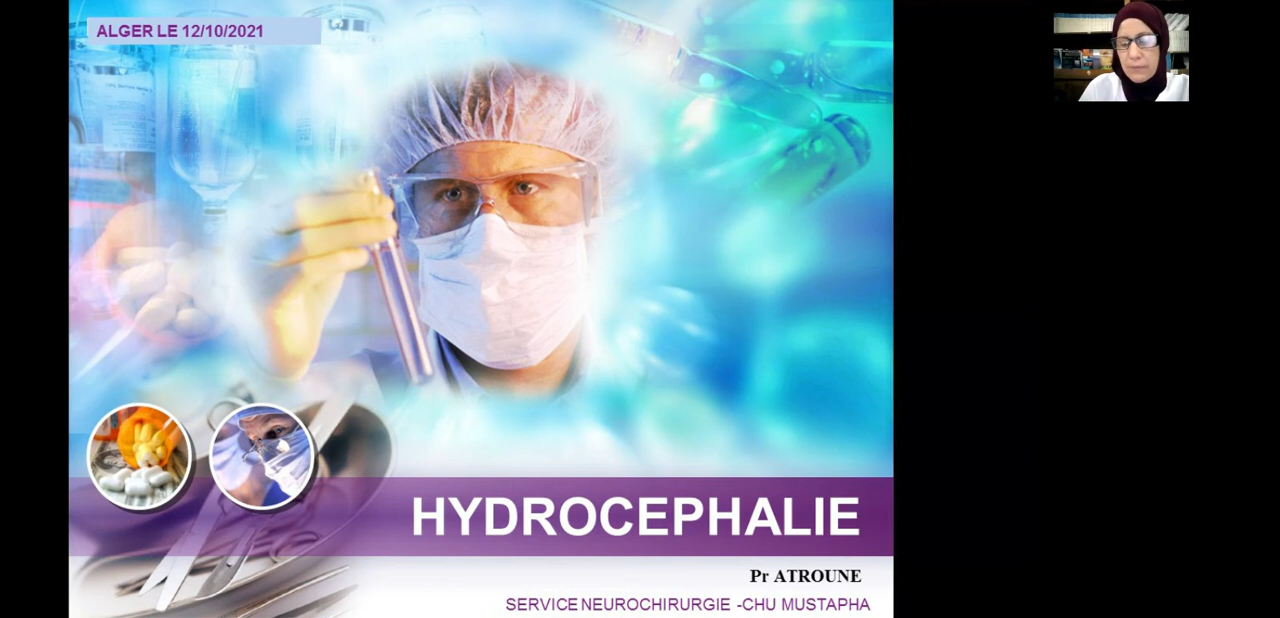 ALGER LE 12/10/2021
HYDROCEPHALIE
Pr ATROUNE
SERVICE NEUROCHIRURGIE -CHU MUSTAPHA